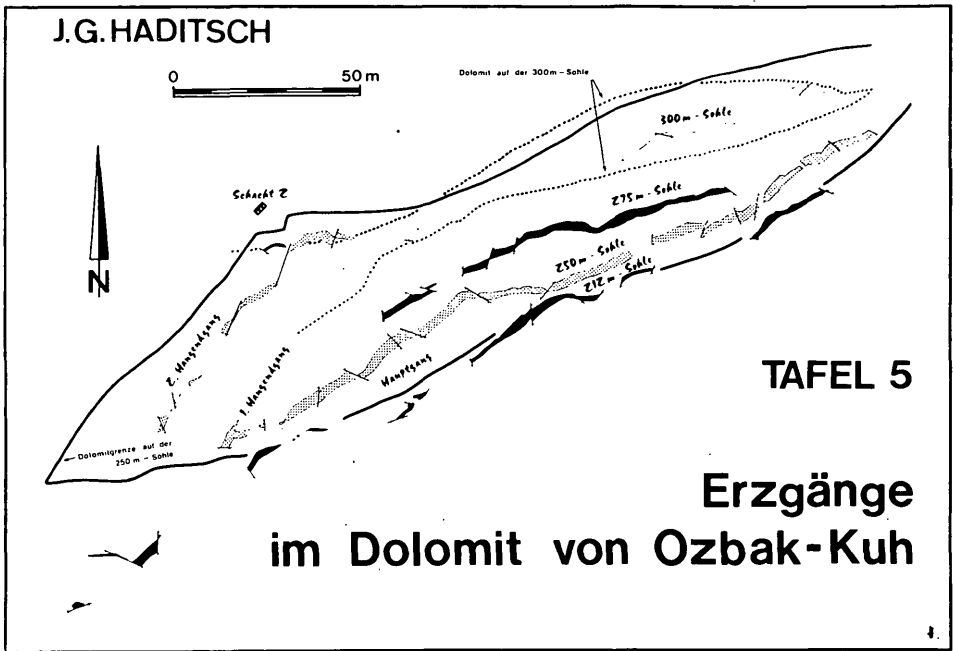 J.G. HADITSCH
0 50 m
Dolomit auf der 300m-Sohle
300 m - Sohle
N
Schacht 2
275 m - Sohle
250 m - Sohle
212 m - Sohle
2. Hangendgang
1. Hangendgang
Hauptgang
Dolomitgrenze auf der
250 m - Sohle
TAFEL 5
Erzgänge
im Dolomit von Ozbak-Kuh